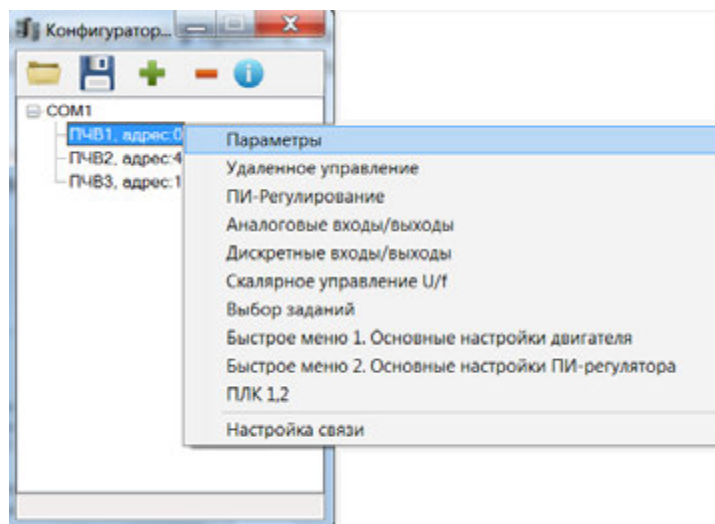 Конфигуратор...
COM1
ПЧВ1, адрес:0
ПЧВ2, адрес:4
ПЧВ3, адрес:1
Параметры
Удаленное управление
ПИ-Регулирование
Аналоговые входы/выходы
Дискретные входы/выходы
Скалярное управление U/f
Выбор заданий
Быстрое меню 1. Основные настройки двигателя
Быстрое меню 2. Основные настройки ПИ-регулятора
ПЛК 1,2
Настройка связи